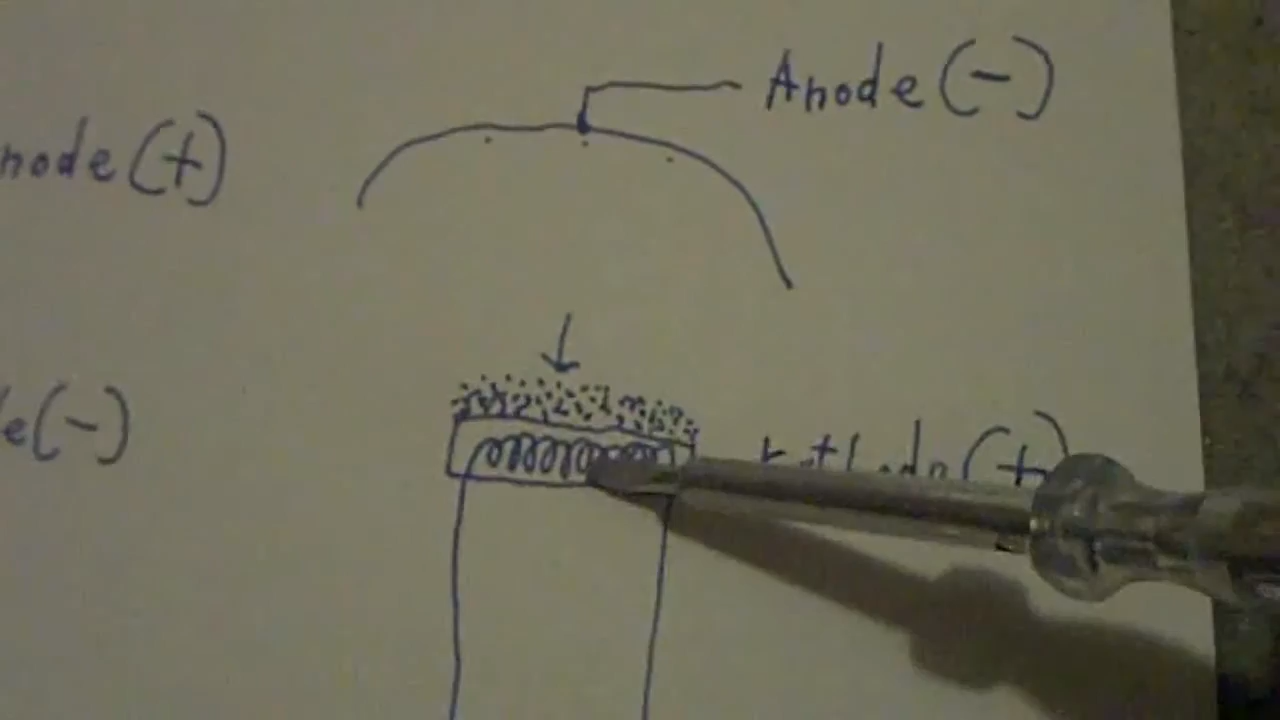 Anode (-)
node (+)
e (-)
(+)